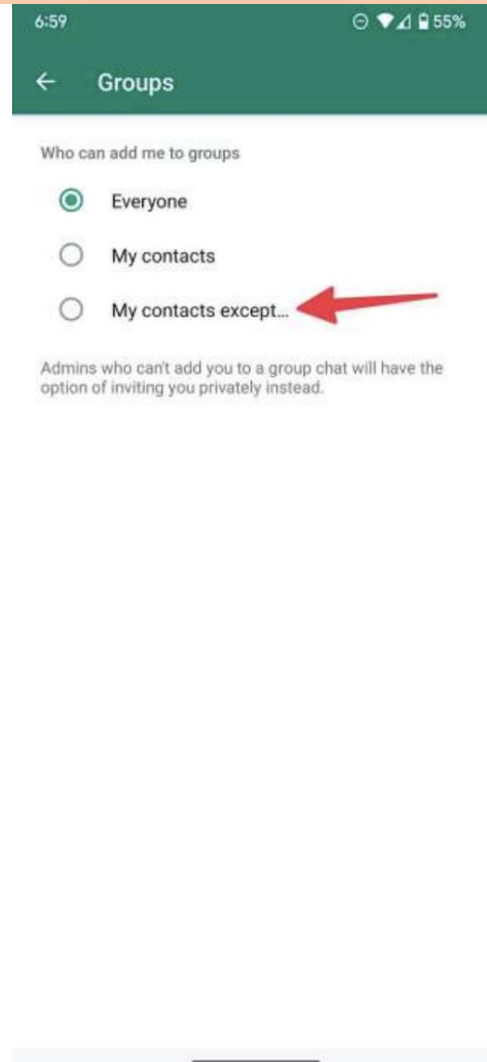 6:59 55%
Groups
Who can add me to groups
Everyone
My contacts
My contacts except...
Admins who can't add you to a group chat will have the
option of inviting you privately instead.